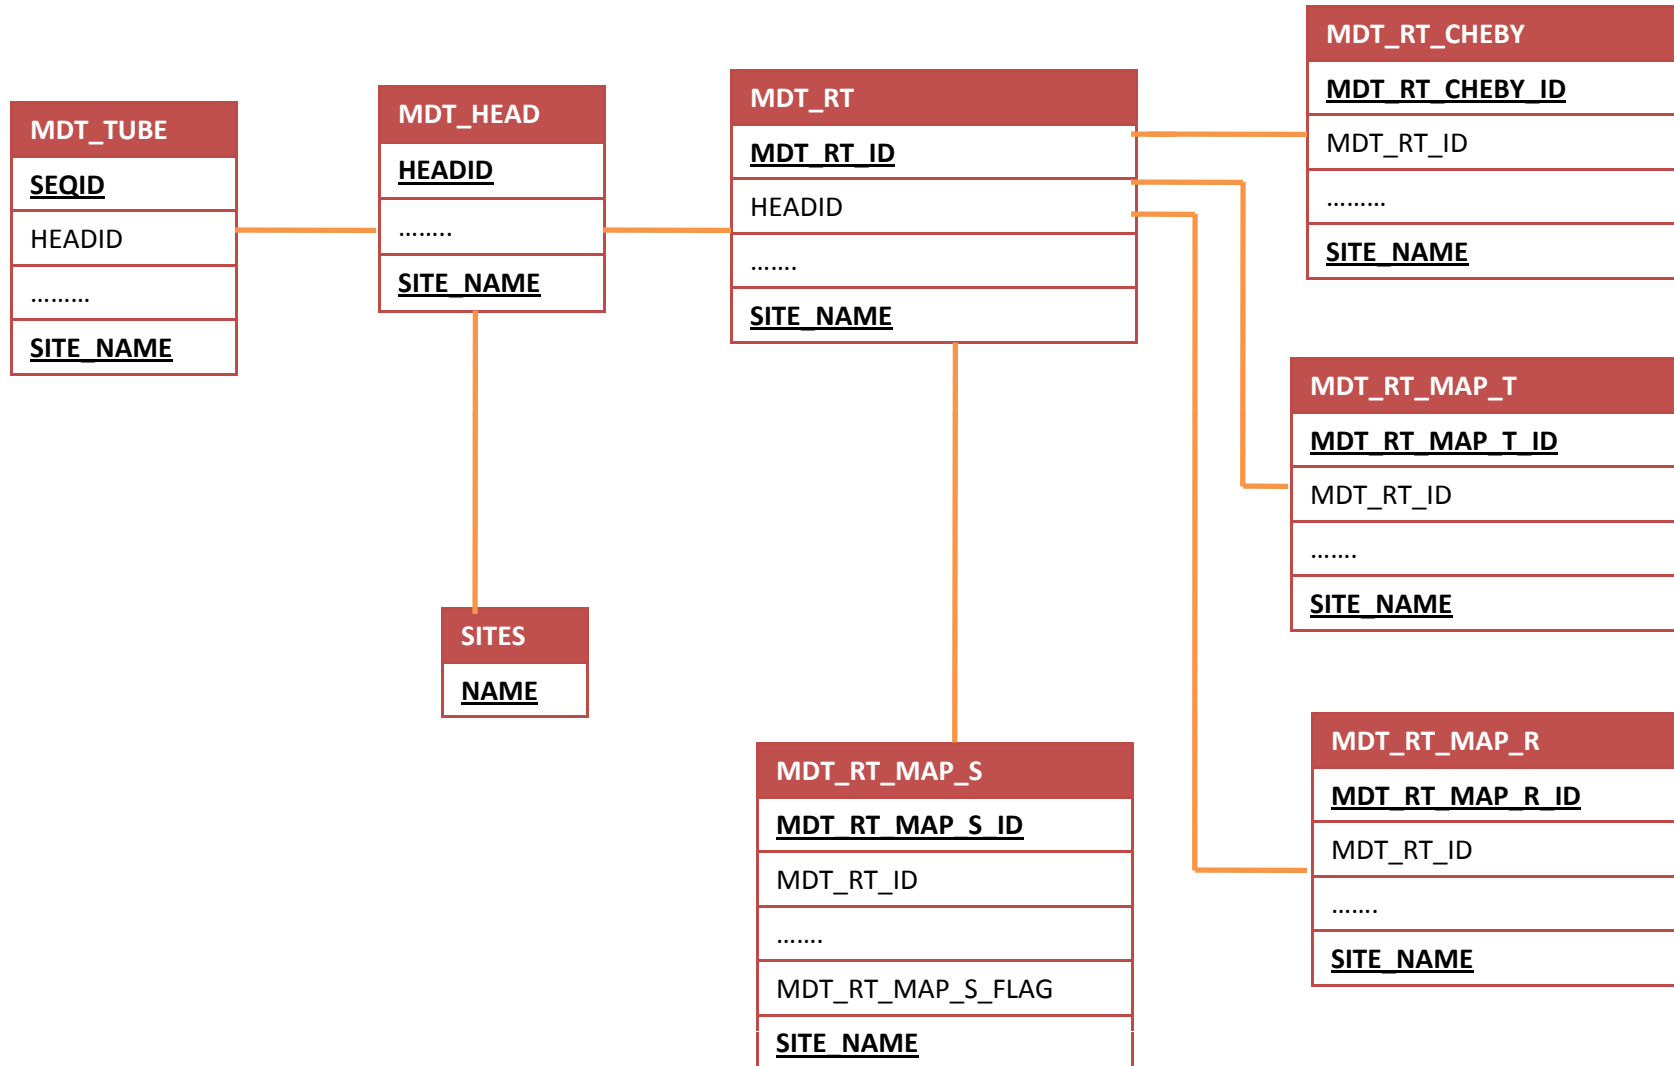 MDT_TUBE
SEQID
HEADID
.........
SITE_NAME
MDT_HEAD
HEADID
........
SITE_NAME
MDT_RT
MDT_RT_ID
HEADID
.......
SITE_NAME
MDT_RT_CHEBY
MDT_RT_CHEBY_ID
MDT_RT_ID
.........
SITE_NAME
MDT_RT_MAP_T
MDT_RT_MAP_T_ID
MDT_RT_ID
.......
SITE_NAME
SITES
NAME
MDT_RT_MAP_S
MDT_RT_MAP_S_ID
MDT_RT_ID
.......
MDT_RT_MAP_S_FLAG
SITE_NAME
MDT_RT_MAP_R
MDT_RT_MAP_R_ID
MDT_RT_ID
.......
SITE_NAME